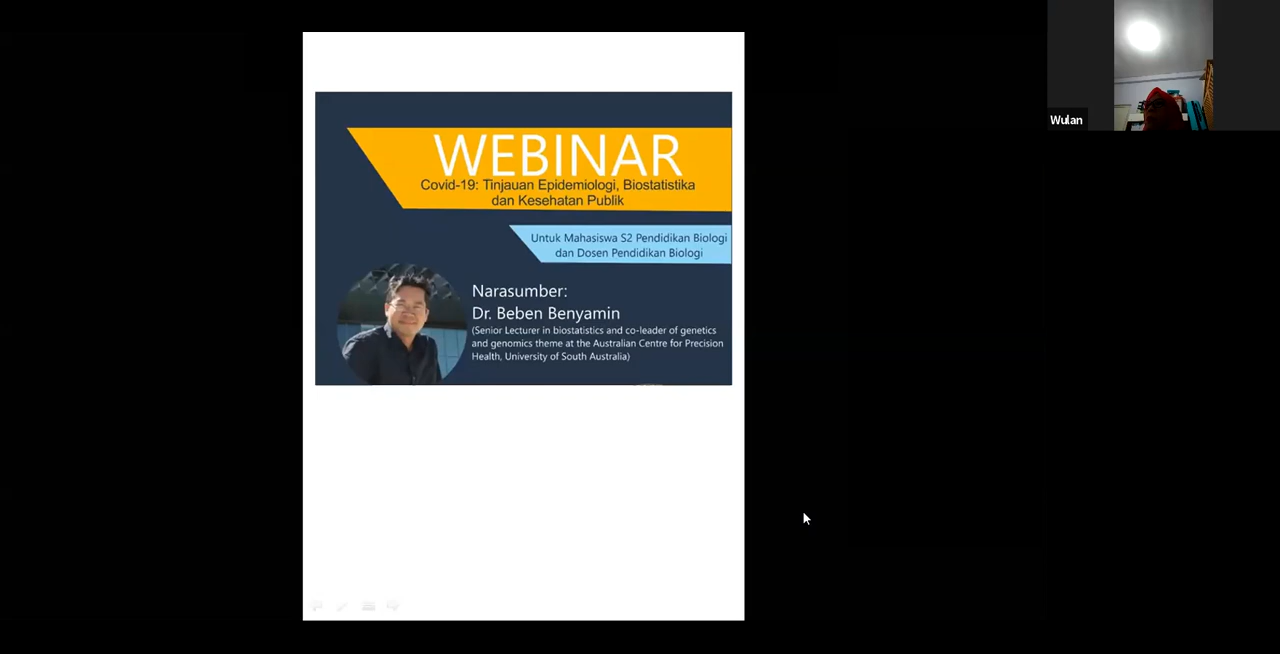 WEBINAR
Covid-19: Tinjauan Epidemiologi, Biostatistika
dan Kesehatan Publik
Untuk Mahasiswa S2 Pendidikan Biologi
dan Dosen Pendidikan Biologi
Narasumber:
Dr. Beben Benyamin
(Senior Lecturer in biostatistics and co-leader of genetics
and genomics theme at the Australian Centre for Precision
Health, University of South Australia)
Wulan